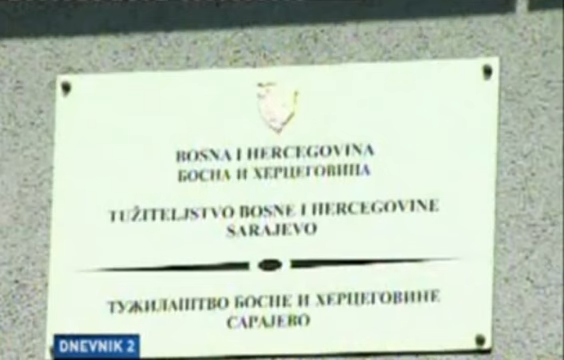 BOSNA I HERCEGOVINA
БОСНА И ХЕРЦЕГОВИНА
TUŽITELJSTVO BOSNE I HERCEGOVINE
SARAJEVO
ТУЖИЛАШТВО БОСНЕ И ХЕРЦЕГОВИНЕ
САРАЈЕВО
DNEVNIK 2